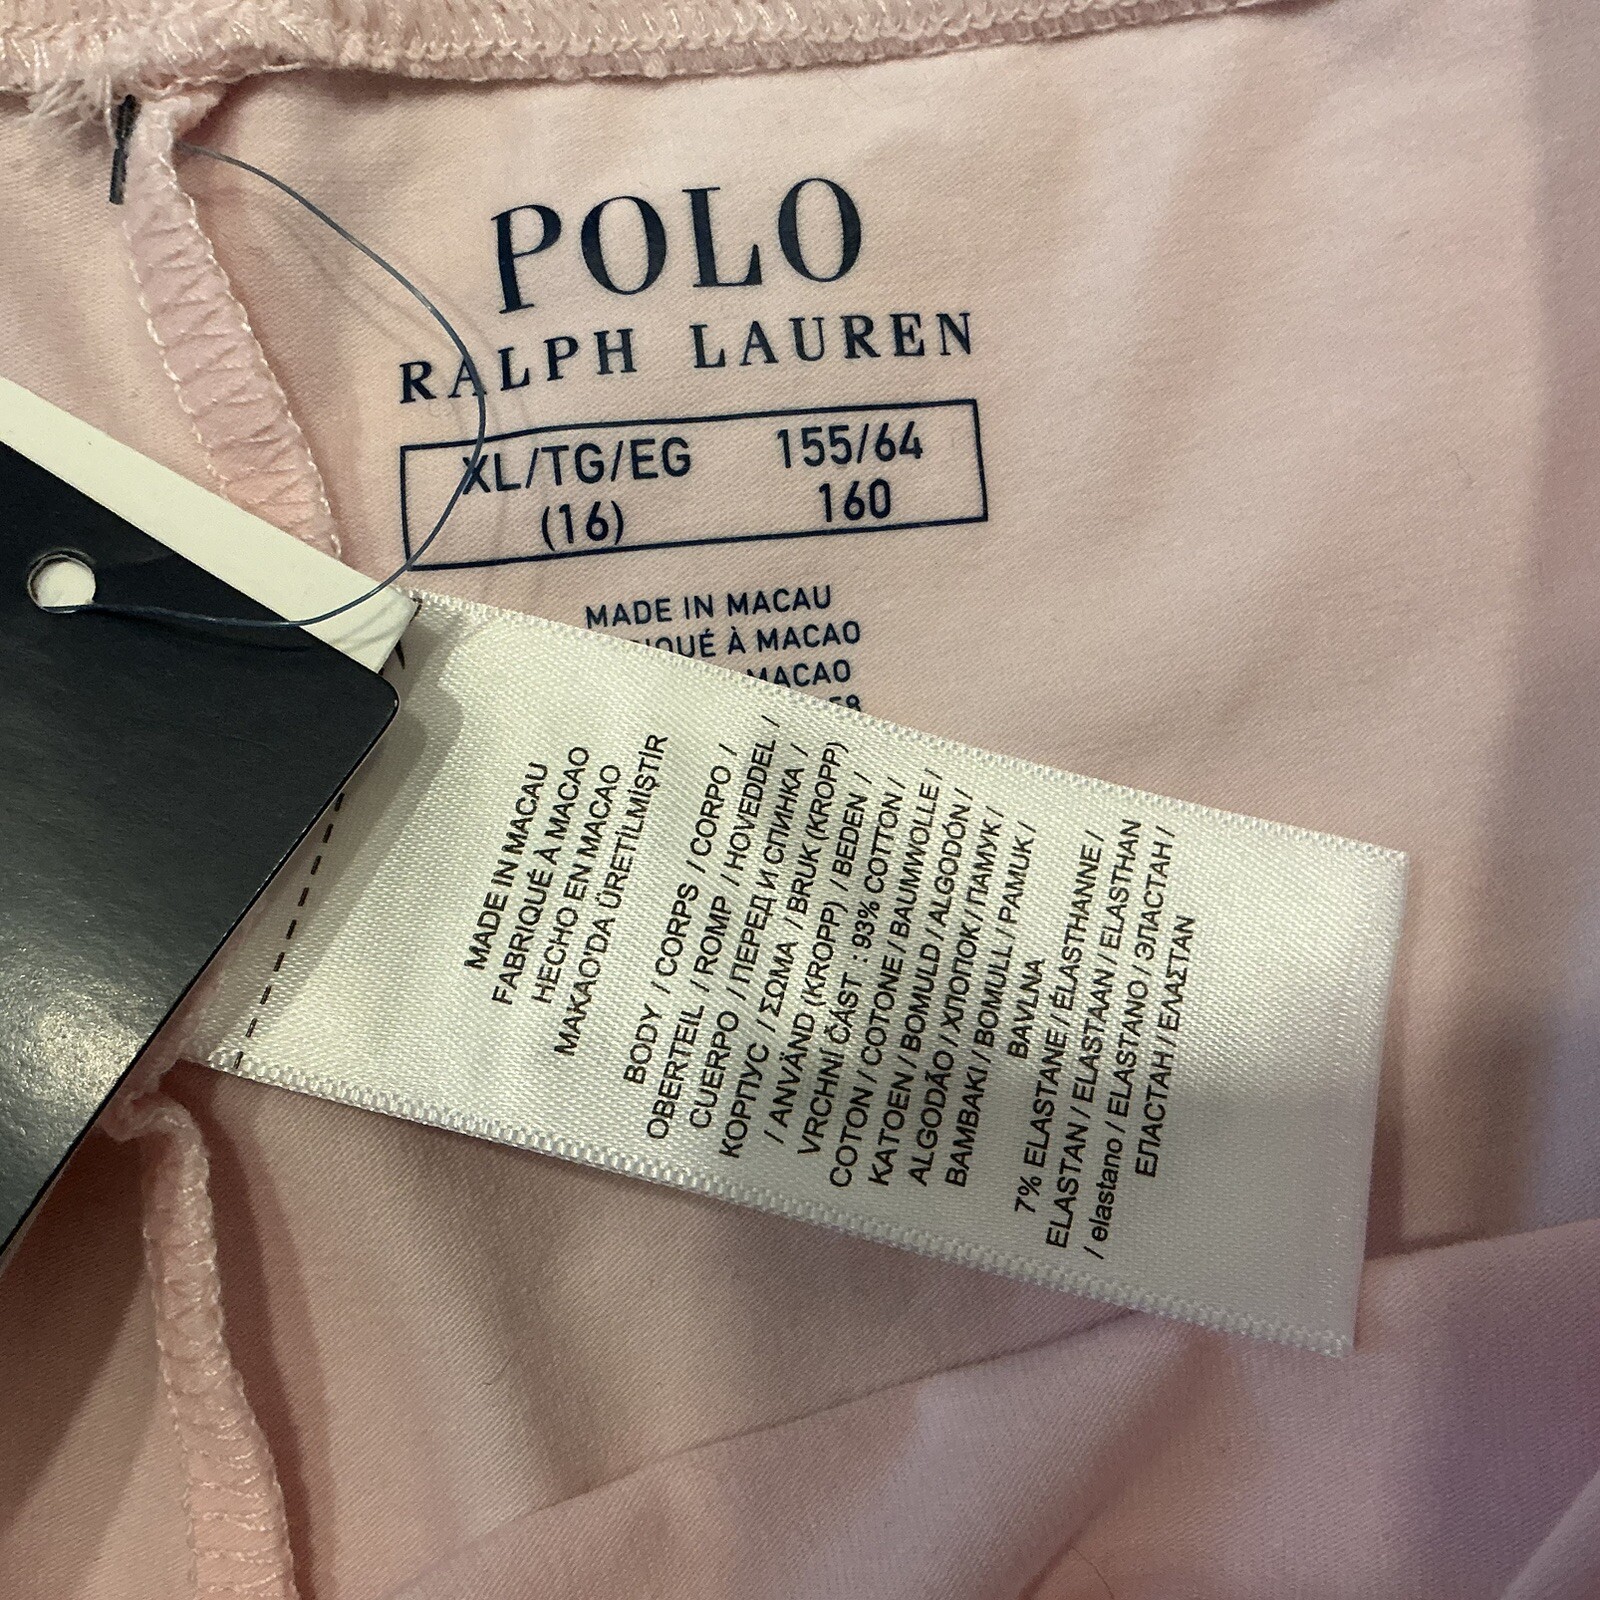 POLO
RALPH LAUREN
XL/TG/EG 155/64
(16) 160
MADE IN MACAU
À MACAO
MACAO
MADE IN MACAU
FABRIQUÉ À MACAO
HECHO EN MACAO
MAKAO'DA ÜRETİLMİŞTİR
BODY / CORPS / CORPO /
OBERTEIL / ROMP / HOVEDDEL /
CUERPO / ПЕРЕД И СПИНКА /
КОРПУС / ΣΩΜΑ / BRUK (KROPP)
/ ANVÄND (KROPP) / BEDEN /
VRCHNÍ ČÁST : 93% COTTON /
COTON / COTONE / BAUMWOLLE /
KATOEN / BOMULD / ALGODÓN /
ALGODÃO / ХЛОПОК / ПАМУК /
BAMBAKI / BOMULL / PAMUK /
BAVLNA
7% ELASTANE / ÉLASTHANNE /
ELASTAN / ELASTAAN / ELASTHAN
/ elastano / ELASTANO / ЭЛАСТАН /
ЕЛАСТАН / ΕΛΑΣΤΑΝ